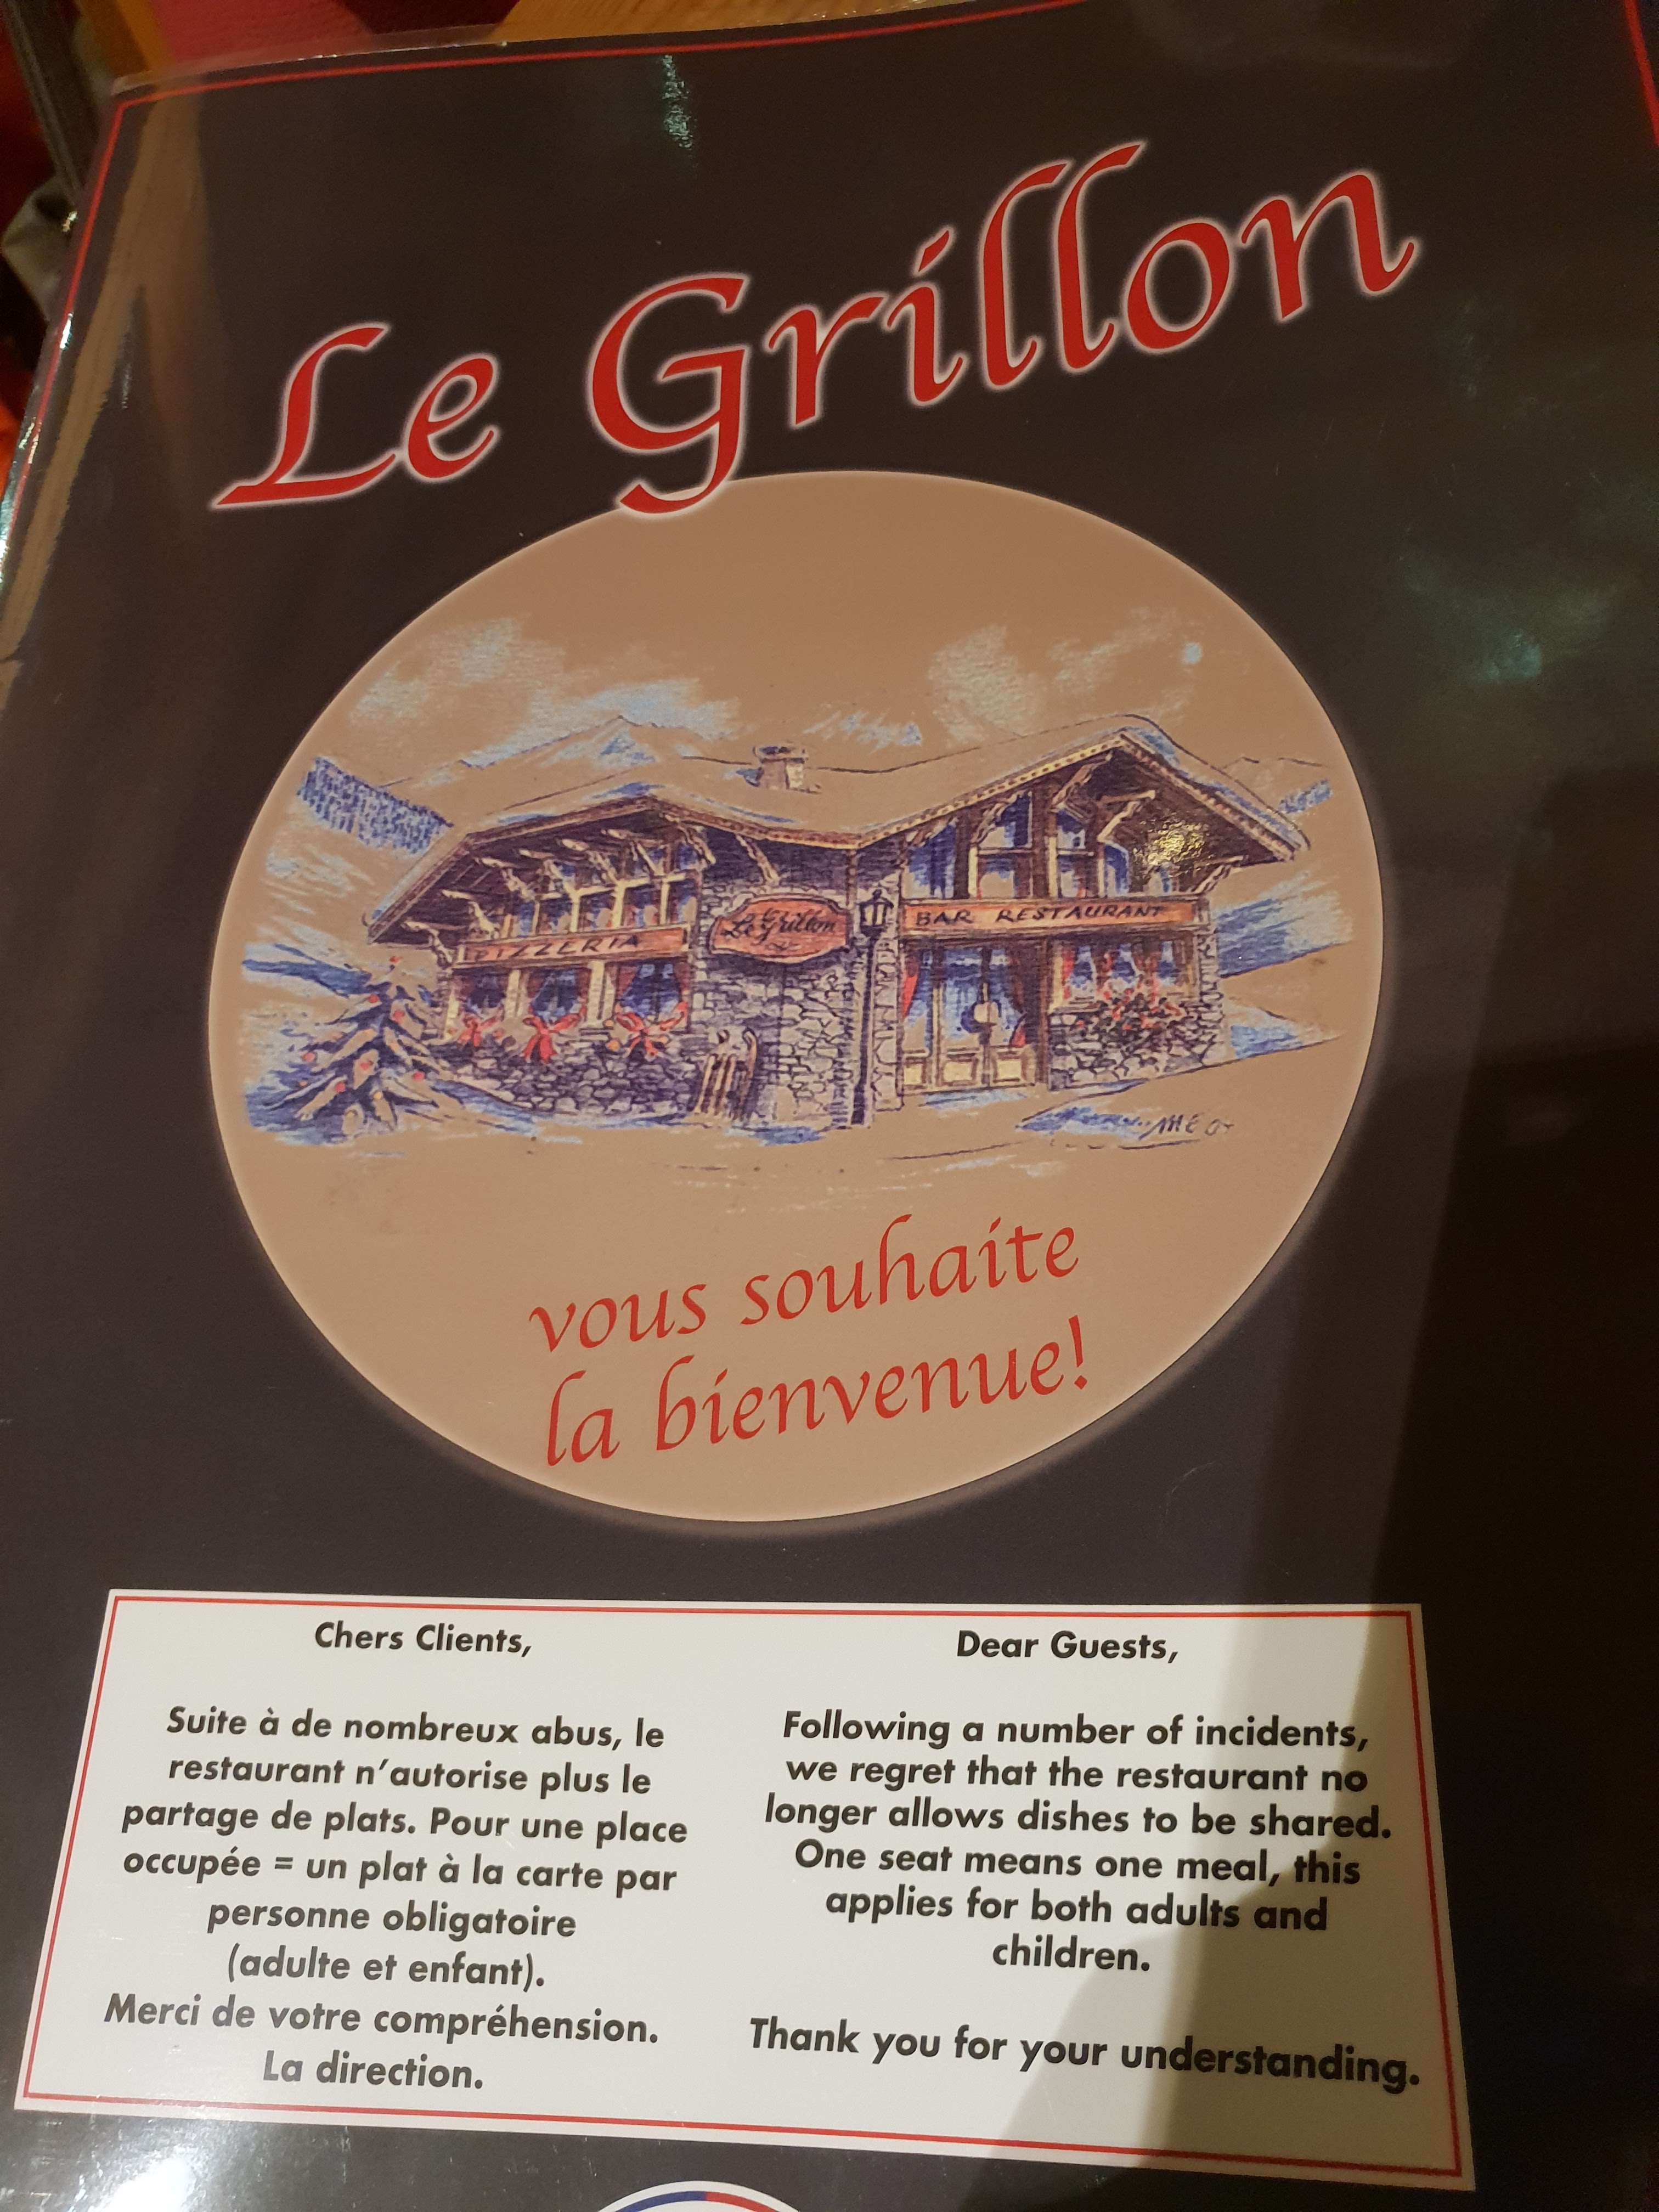 Le Grillon
PIZZERIA
Le Grillon
BAR RESTAURANT
vous souhaite
la bienvenue!
Chers Clients,
Suite à de nombreux abus, le
restaurant n'autorise plus le
partage de plats. Pour une place
occupée = un plat à la carte par
personne obligatoire
(adulte et enfant).
Merci de votre compréhension.
La direction.
Dear Guests,
Following a number of incidents,
we regret that the restaurant no
longer allows dishes to be shared.
One seat means one meal, this
applies for both adults and
children.
Thank you for your understanding.